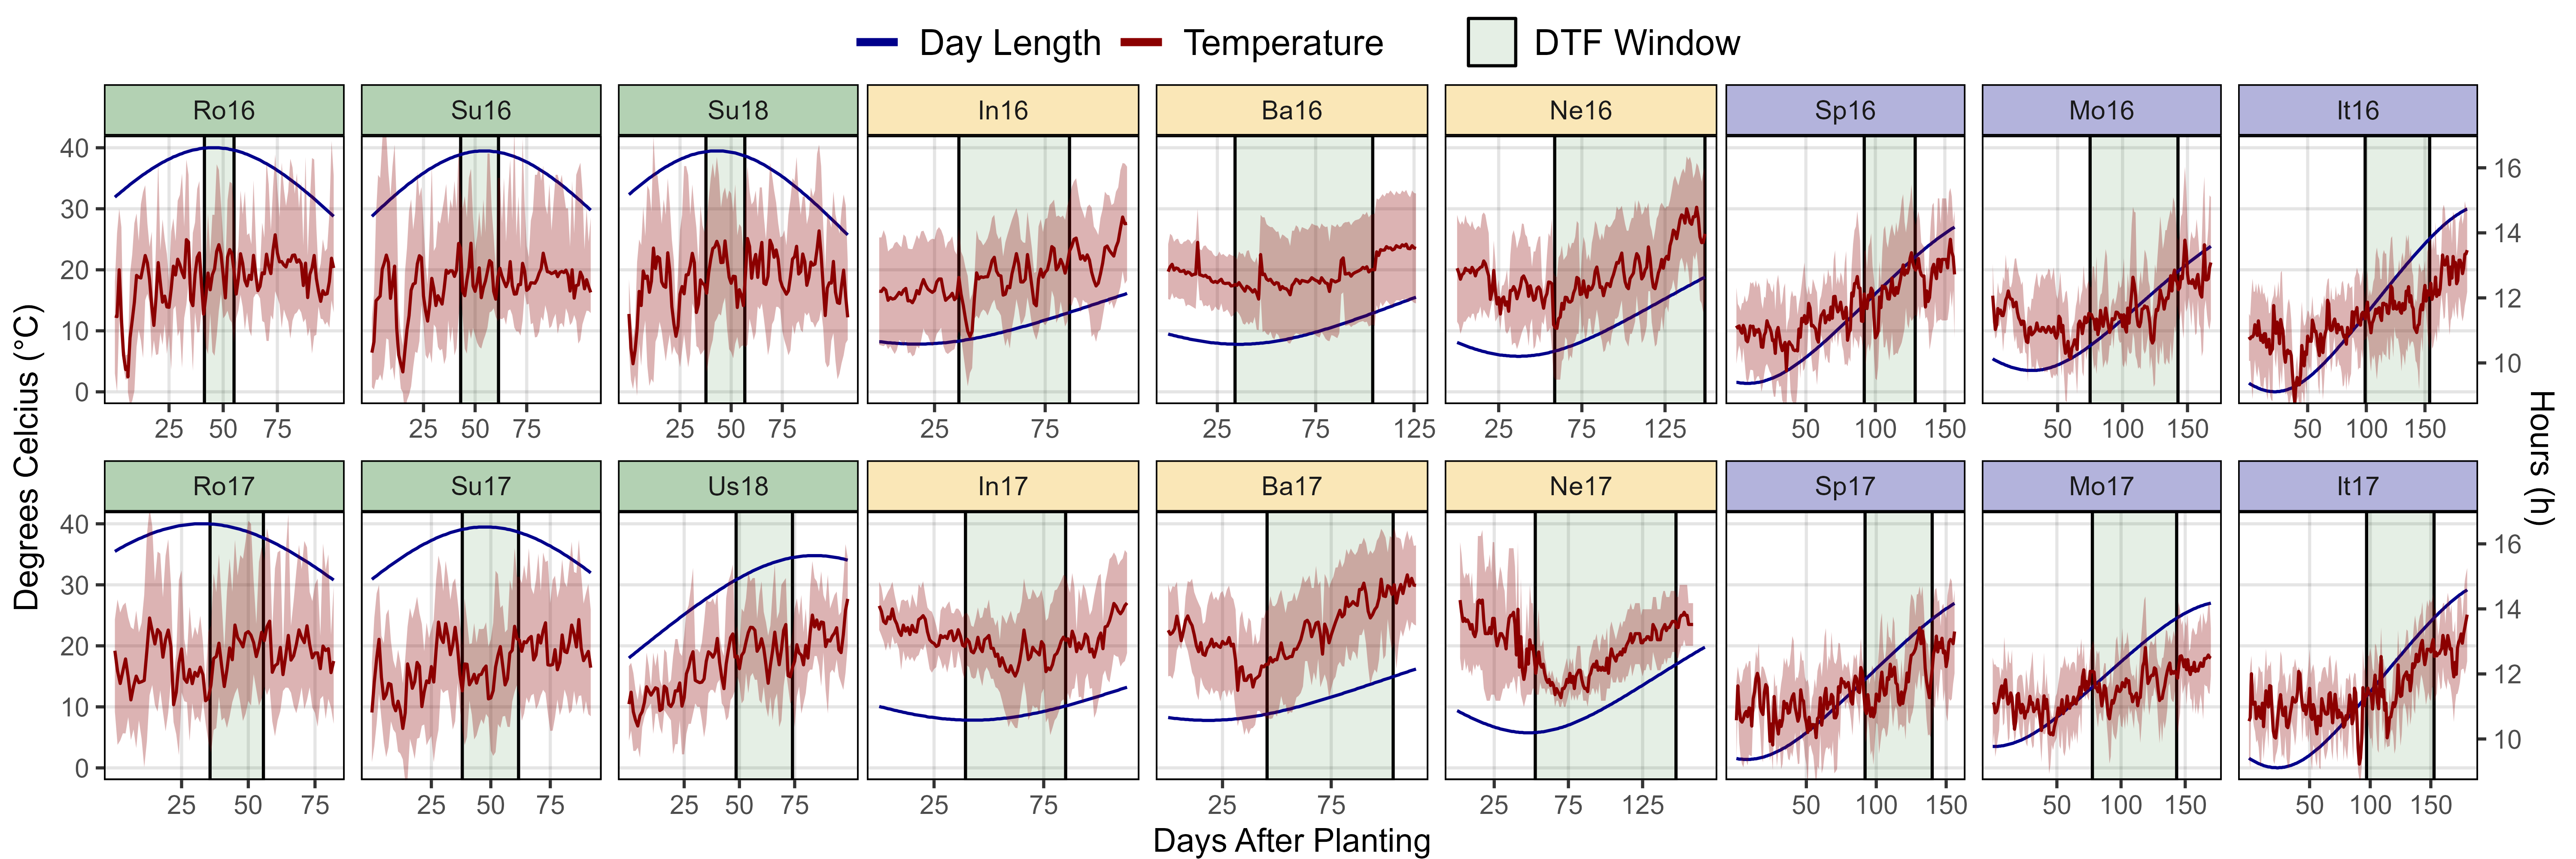 Day Length Temperature DTF Window
Ro16 Su16 Su18 In16 Ba16 Ne16 Sp16 Mo16 It16
40 30 20 10 0
16 14 12 10
25 50 75 25 50 75 25 50 75 25 75 25 75 125 25 75 125 50 100 150 50 100 150 50 100 150
Degrees Celcius (°C)
Hours (h)
Ro17 Su17 Us18 In17 Ba17 Ne17 Sp17 Mo17 It17
40 30 20 10 0
16 14 12 10
25 50 75 25 50 75 25 50 75 25 75 25 75 25 75 125 50 100 150 50 100 150 50 100 150
Days After Planting